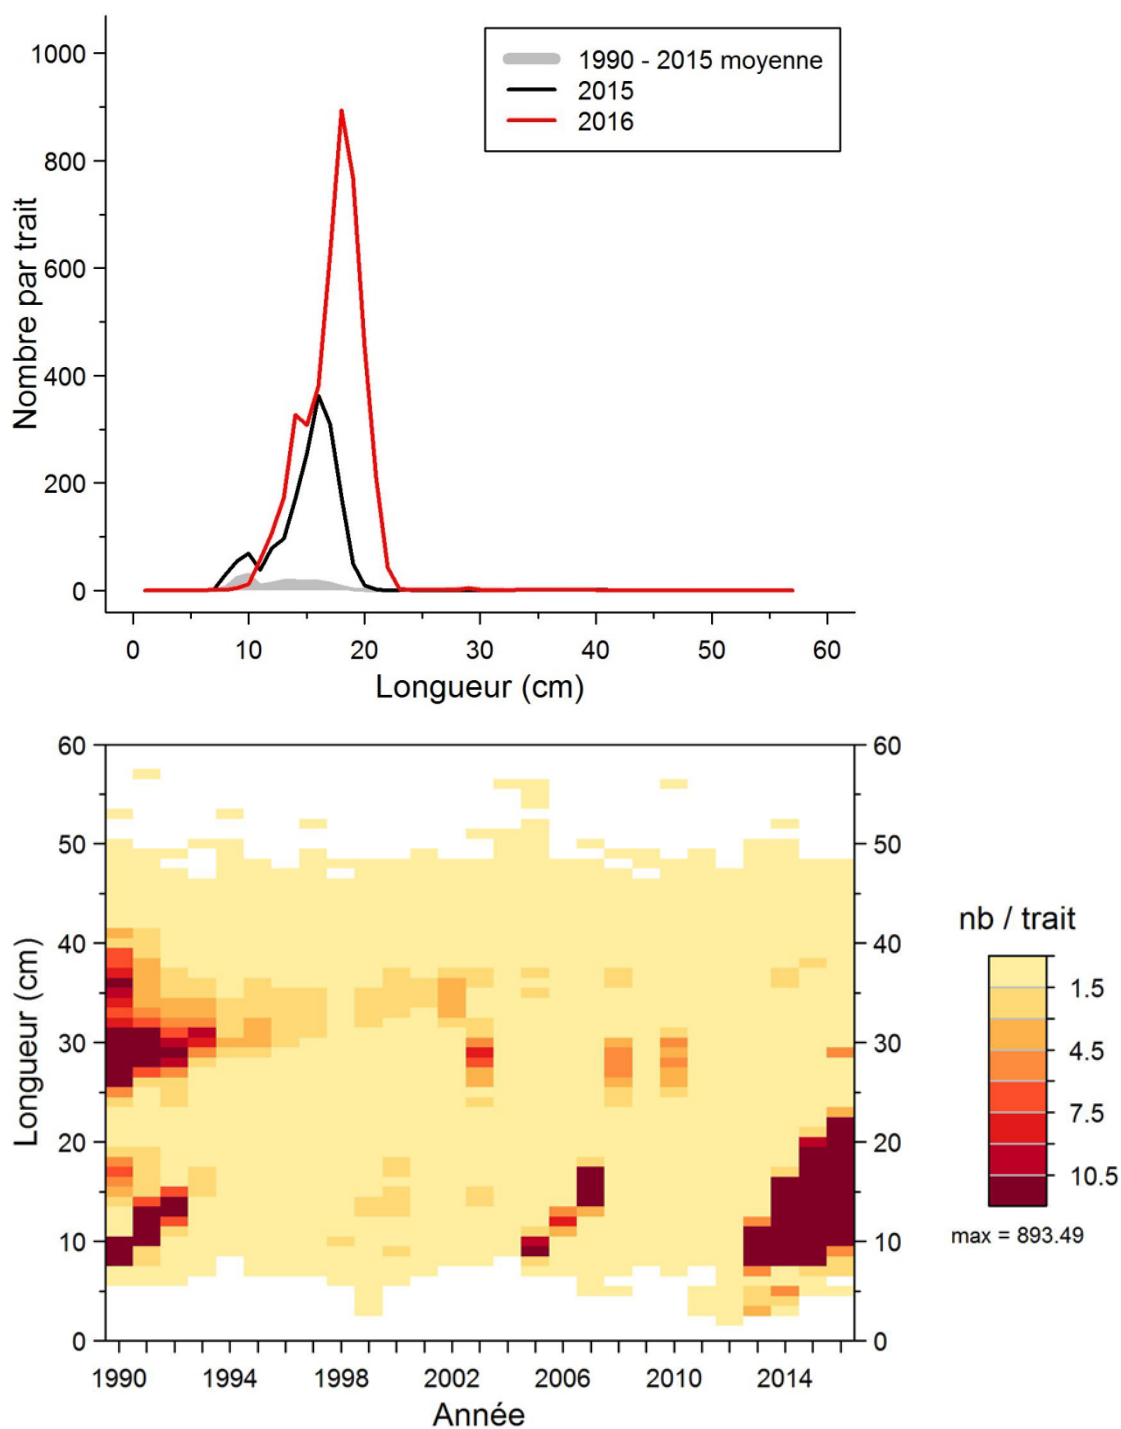 1990 - 2015 moyenne
2015
2016
Nombre par trait
1000
800
600
400
200
0
0 10 20 30 40 50 60
Longueur (cm)
Longueur (cm)
60 60
50 50
40 40
30 30
20 20
10 10
0 0
1990 1994 1998 2002 2006 2010 2014
Année
nb / trait
1.5
4.5
7.5
10.5
max = 893.49